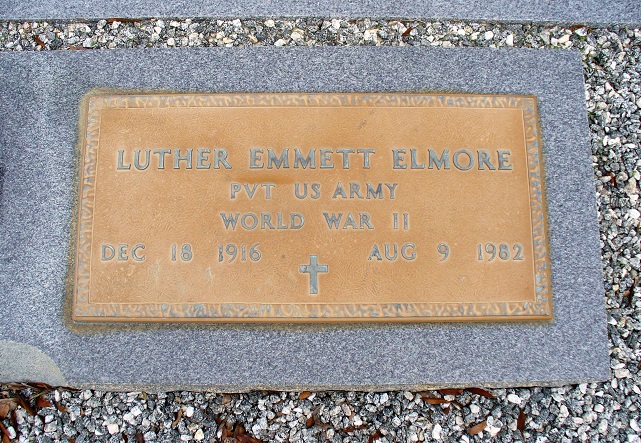 LUTHER EMMETT ELMORE
PVT US ARMY
WORLD WAR II
DEC 18 1916 AUG 9 1982